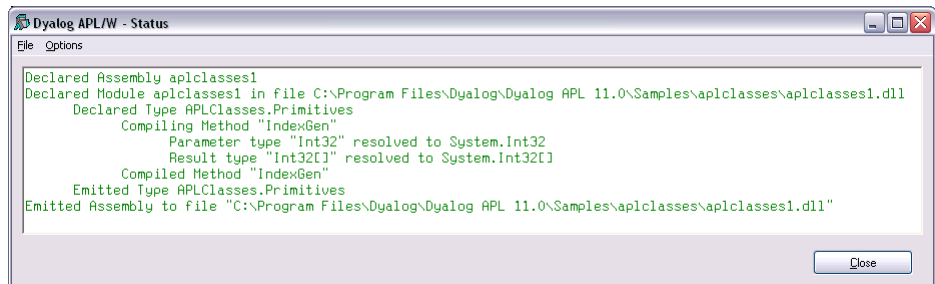 Dyalog APL/W - Status
File Options
Declared Assembly aplclasses1
Declared Module aplclasses1 in file C:\Program Files\Dyalog\Dyalog APL 11.0\Samples\aplclasses\aplclasses1.dll
Declared Type APLClasses.Primitives
Compiling Method "IndexGen"
Parameter type "Int32" resolved to System.Int32
Result type "Int32[]" resolved to System.Int32[]
Compiled Method "IndexGen"
Emitted Type APLClasses.Primitives
Emitted Assembly to file "C:\Program Files\Dyalog\Dyalog APL 11.0\Samples\aplclasses\aplclasses1.dll"
Close